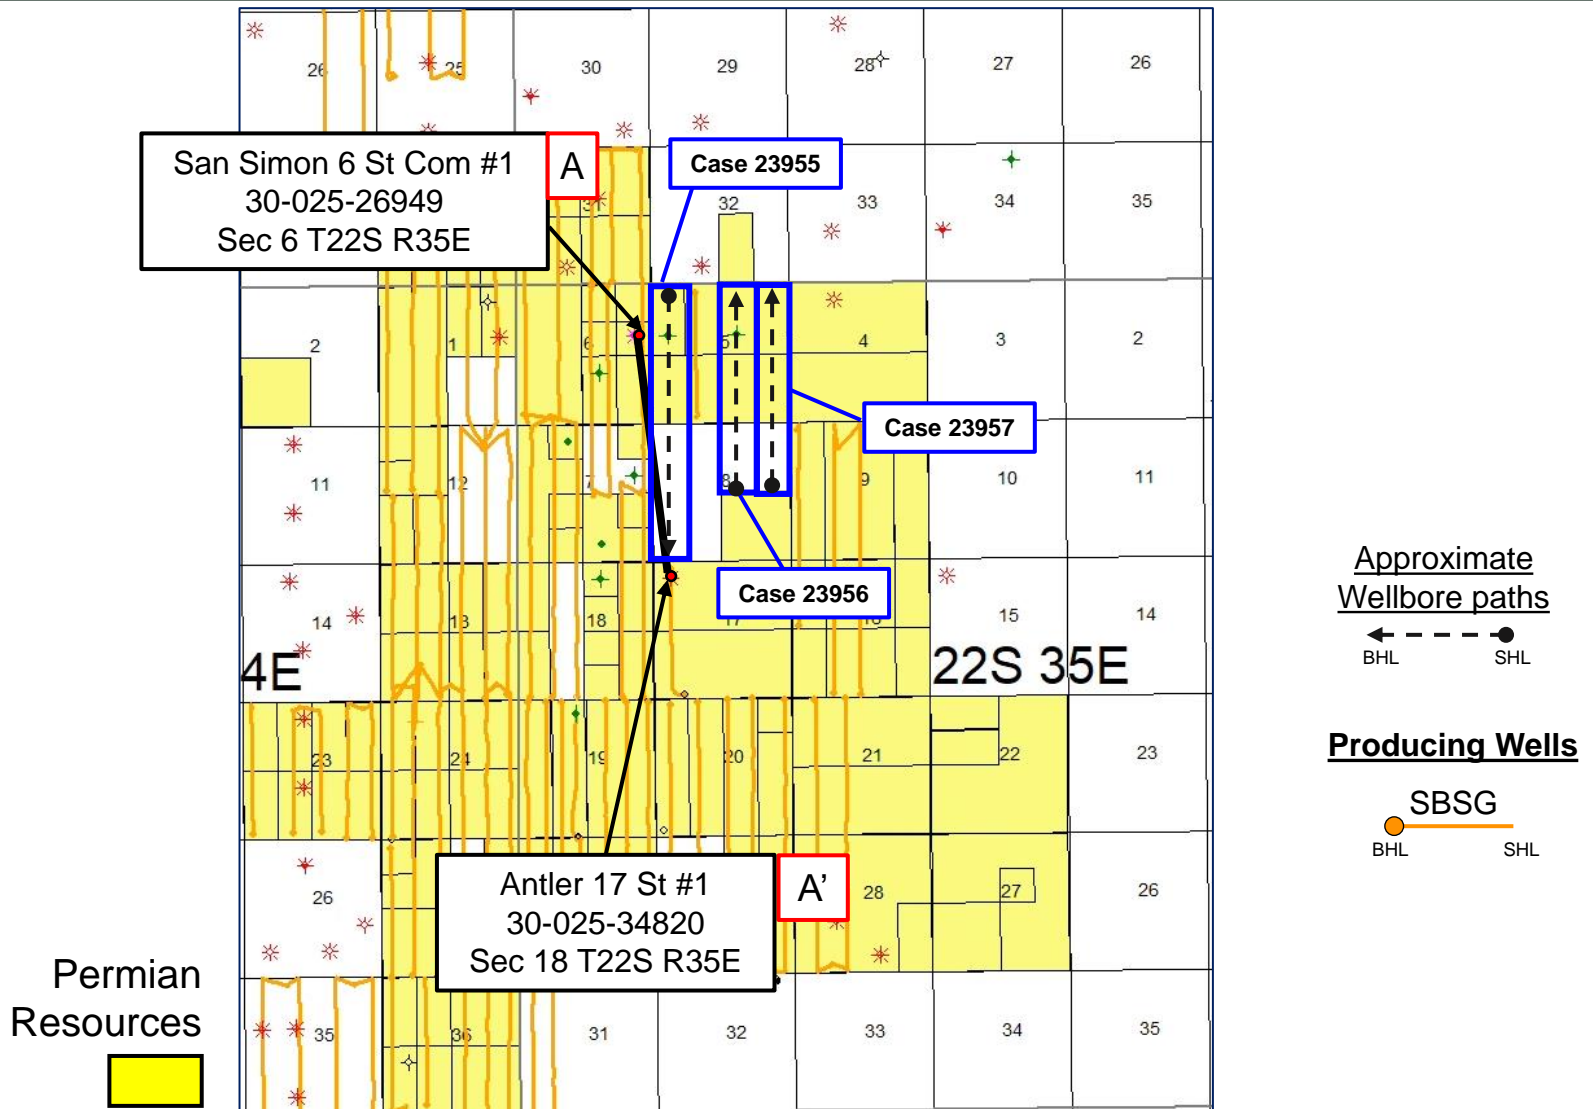 26
25
30
29
28
27
26
San Simon 6 St Com #1
30-025-26949
Sec 6 T22S R35E
A
Case 23955
31
32
33
34
35
2
1
6
5
4
3
2
Case 23957
11
12
7
8
9
10
11
Case 23956
14
13
18
17
16
15
14
4E
22S 35E
23
24
19
20
21
22
23
Antler 17 St #1
30-025-34820
Sec 18 T22S R35E
A’
26
28
27
26
35
36
31
32
33
34
35
Permian
Resources
Approximate
Wellbore paths
BHL
SHL
Producing Wells
SBSG
BHL
SHL